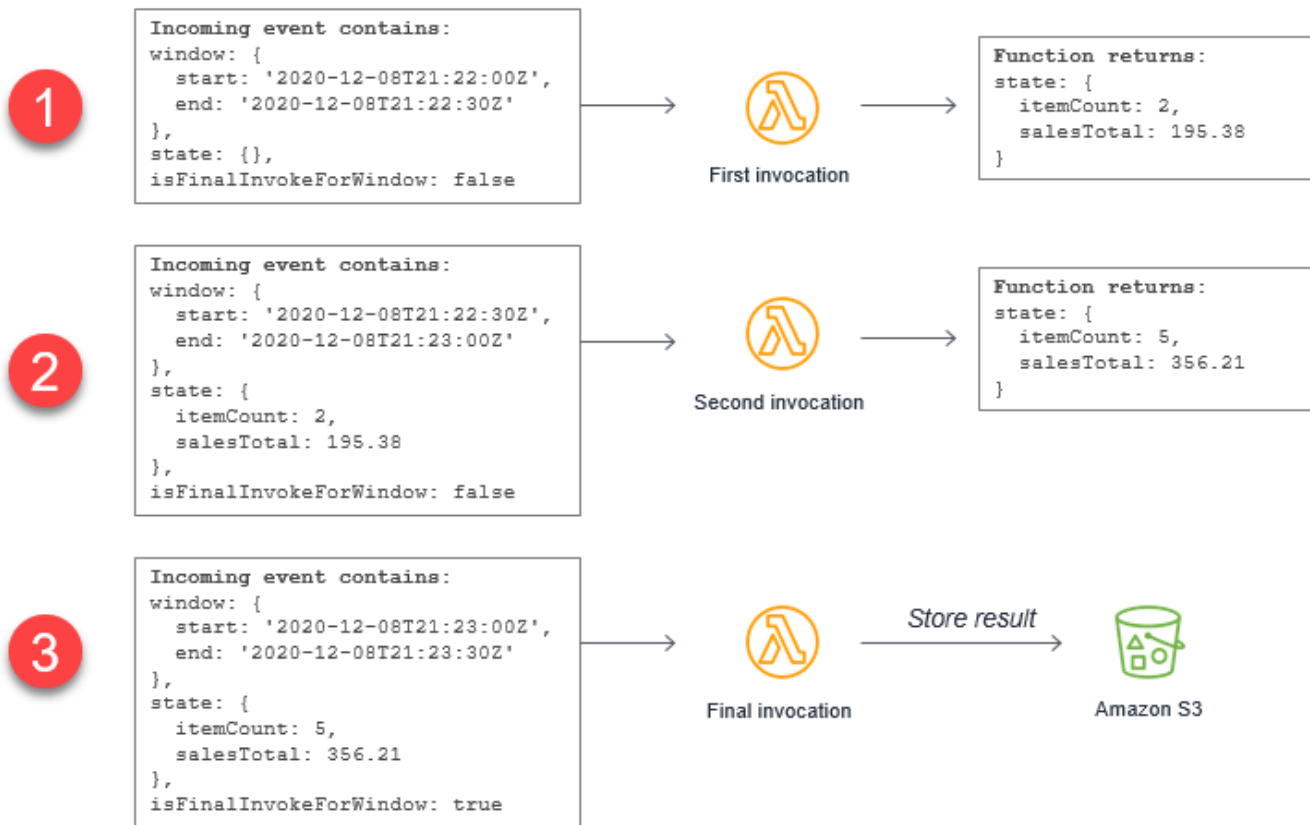 1
Incoming event contains:
window: {
  start: '2020-12-08T21:22:00Z',
  end: '2020-12-08T21:22:30Z'
},
state: {},
isFinalInvokeForWindow: false
First invocation
Function returns:
state: {
  itemCount: 2,
  salesTotal: 195.38
}
2
Incoming event contains:
window: {
  start: '2020-12-08T21:22:30Z',
  end: '2020-12-08T21:23:00Z'
},
state: {
  itemCount: 2,
  salesTotal: 195.38
},
isFinalInvokeForWindow: false
Second invocation
Function returns:
state: {
  itemCount: 5,
  salesTotal: 356.21
}
3
Incoming event contains:
window: {
  start: '2020-12-08T21:23:00Z',
  end: '2020-12-08T21:23:30Z'
},
state: {
  itemCount: 5,
  salesTotal: 356.21
},
isFinalInvokeForWindow: true
Final invocation
Store result
Amazon S3